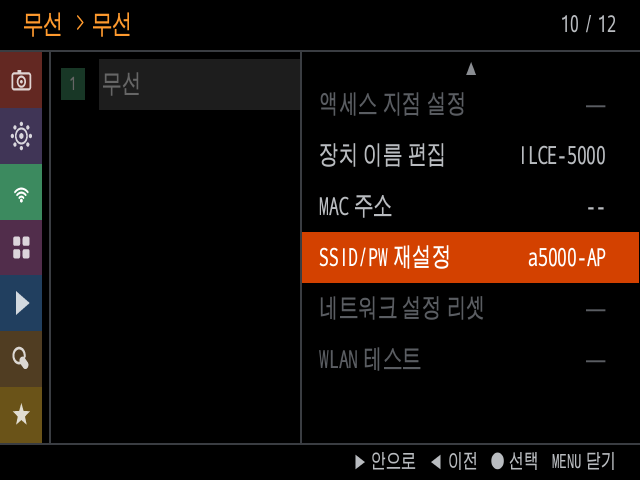 무선 > 무선 10 / 12
1 무선
액세스 지점 설정 —
장치 이름 편집 ILCE-5000
MAC 주소 --
SSID/PW 재설정 a5000-AP
네트워크 설정 리셋 —
WLAN 테스트 —
▶ 안으로 ◀ 이전 ● 선택 MENU 닫기